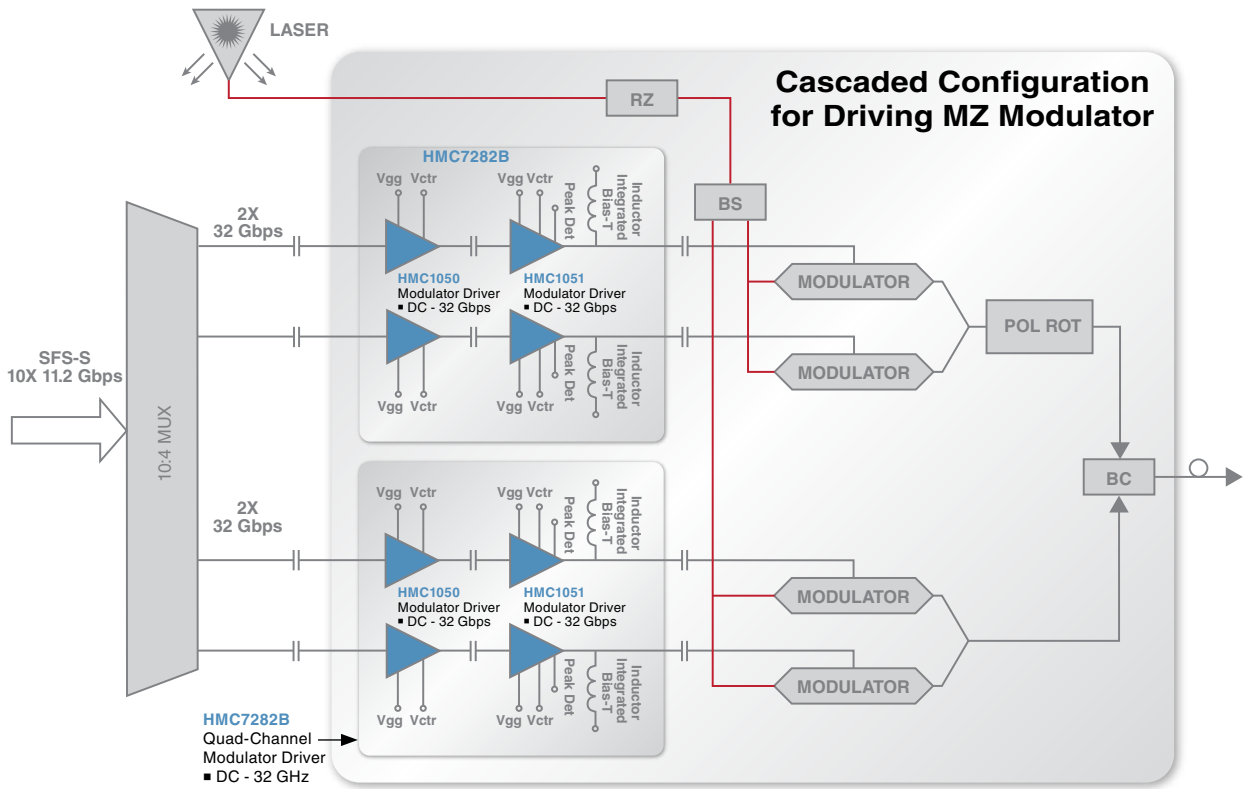 LASER
Cascaded Configuration
for Driving MZ Modulator
RZ
BS
HMC7282B
Vgg Vctr
Vgg Vctr
Peak Det
Inductor
Integrated
Bias-T
2X
32 Gbps
HMC1050
Modulator Driver
■ DC - 32 Gbps
HMC1051
Modulator Driver
■ DC - 32 Gbps
Peak Det
Inductor
Integrated
Bias-T
Vgg Vctr
Vgg Vctr
MODULATOR
MODULATOR
POL ROT
SFS-S
10X 11.2 Gbps
10:4 MUX
BC
Vgg Vctr
Vgg Vctr
Peak Det
Inductor
Integrated
Bias-T
2X
32 Gbps
HMC1050
Modulator Driver
■ DC - 32 Gbps
HMC1051
Modulator Driver
■ DC - 32 Gbps
Peak Det
Inductor
Integrated
Bias-T
Vgg Vctr
Vgg Vctr
MODULATOR
MODULATOR
HMC7282B
Quad-Channel
Modulator Driver
■ DC - 32 GHz